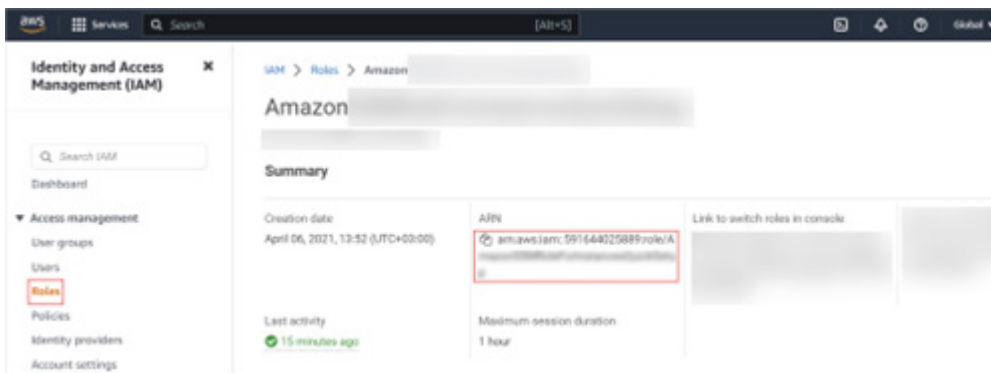 aws Services Search [Alt+S] Global
Identity and Access
Management (IAM)
Search IAM
Dashboard
Access management
User groups
Users
Roles
Policies
Identity providers
Account settings
IAM > Roles > Amazon
Amazon
Summary
Creation date
April 06, 2021, 13:52 (UTC+03:00)
ARN
arn:aws:iam::591644025889:role/A
Link to switch roles in console
Last activity
15 minutes ago
Maximum session duration
1 hour